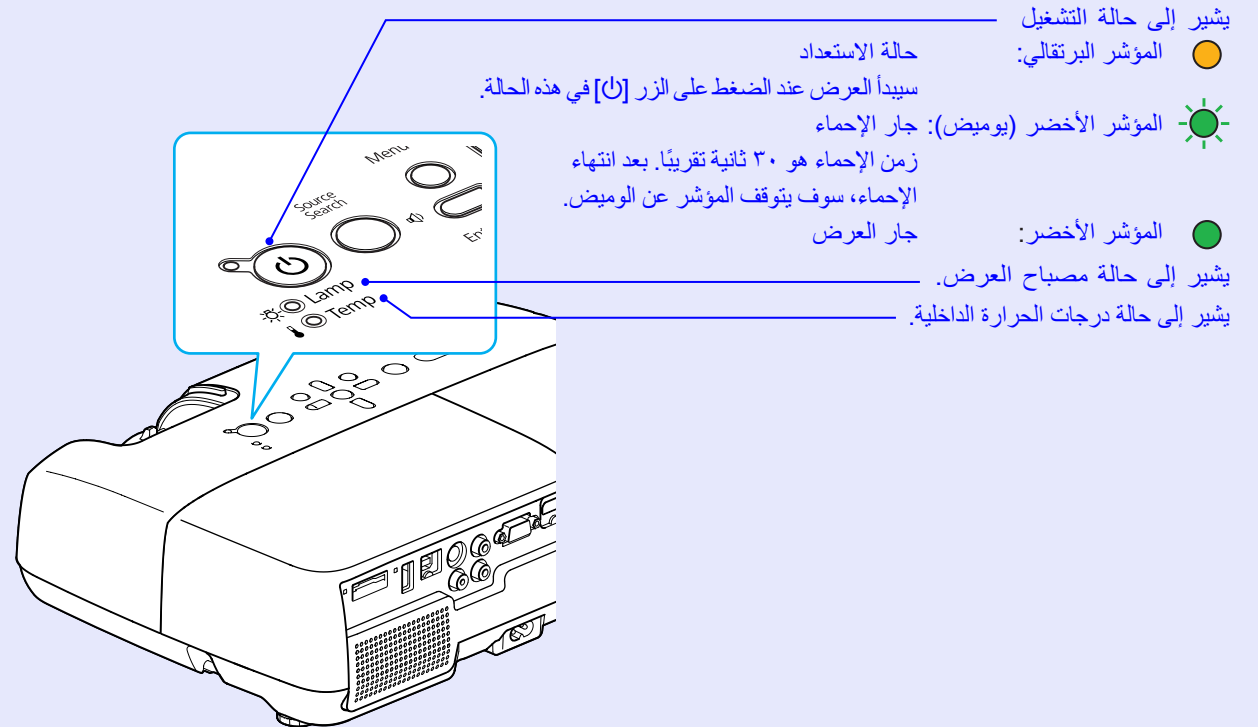 يشير إلى حالة التشغيل
المؤشر البرتقالي: حالة الاستعداد
سيبدأ العرض عند الضغط على الزر [⏻] في هذه الحالة.
المؤشر الأخضر (يوميض): جار الإحماء
زمن الإحماء هو ٣٠ ثانية تقريبًا. بعد انتهاء
الإحماء، سوف يتوقف المؤشر عن الوميض.
المؤشر الأخضر: جار العرض
يشير إلى حالة مصباح العرض.
يشير إلى حالة درجات الحرارة الداخلية.
Menu
Source
Search
Lamp
Temp